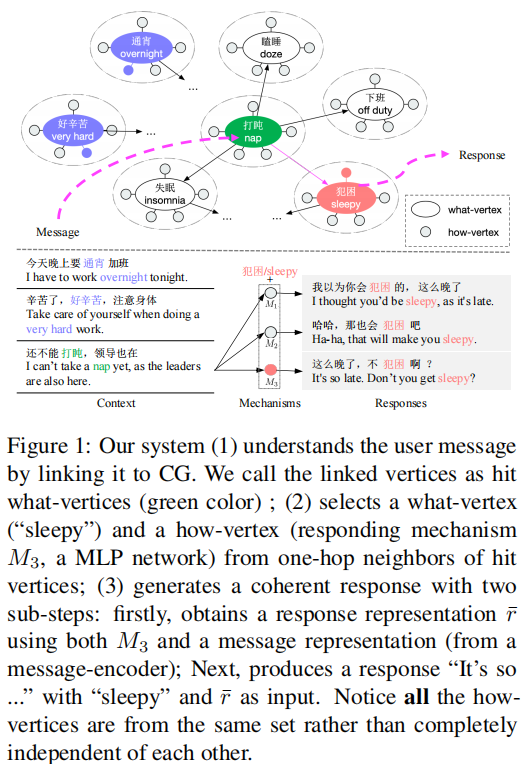 通宵
overnight
瞌睡
doze
...
下班
off duty
好辛苦
very hard
...
打盹
nap
Response
失眠
insomnia
...
...
犯困
sleepy
what-vertex
how-vertex
Message
今天晚上要 通宵 加班
I have to work overnight tonight.
辛苦了，好辛苦，注意身体
Take care of yourself when doing a
very hard work.
还不能 打盹，领导也在
I can't take a nap yet, as the leaders
are also here.
Context
犯困/sleepy
+
M1
M2
M3
Mechanisms
我以为你会 犯困 的， 这么晚了
I thought you'd be sleepy, as it's late.
哈哈，那也会 犯困 吧
Ha-ha, that will make you sleepy.
这么晚了，不 犯困 啊 ？
It's so late. Don't you get sleepy?
Responses
Figure 1: Our system (1) understands the user message
by linking it to CG. We call the linked vertices as hit
what-vertices (green color) ; (2) selects a what-vertex
(“sleepy”) and a how-vertex (responding mechanism
M3, a MLP network) from one-hop neighbors of hit
vertices; (3) generates a coherent response with two
sub-steps: firstly, obtains a response representation r̄
using both M3 and a message representation (from a
message-encoder); Next, produces a response “It's so
...” with “sleepy” and r̄ as input. Notice all the how-
vertices are from the same set rather than completely
independent of each other.